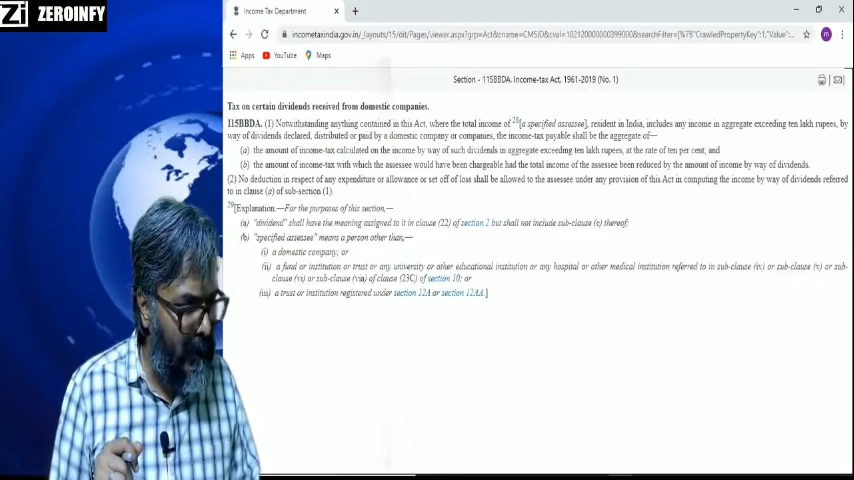 Zi ZEROINFY
Income Tax Department
incometaxindia.gov.in/_layouts/15/dit/Pages/viewer.aspx?grp=Act&cname=CMSID&cval=102120000000399000&searchFilter=[{%78"CrawledPropertyKey":1,"Value":...
m
Apps YouTube Maps
Section - 115BBDA, Income-tax Act, 1961-2019 (No. 1)
Tax on certain dividends received from domestic companies.
115BBDA. (1) Notwithstanding anything contained in this Act, where the total income of 28[a specified assessee], resident in India, includes any income in aggregate exceeding ten lakh rupees, by
way of dividends declared, distributed or paid by a domestic company or companies, the income-tax payable shall be the aggregate of—
(a) the amount of income-tax calculated on the income by way of such dividends in aggregate exceeding ten lakh rupees, at the rate of ten per cent; and
(b) the amount of income-tax with which the assessee would have been chargeable had the total income of the assessee been reduced by the amount of income by way of dividends.
(2) No deduction in respect of any expenditure or allowance or set off of loss shall be allowed to the assessee under any provision of this Act in computing the income by way of dividends referred
to in clause (a) of sub-section (1).
29[Explanation.—For the purposes of this section,—
(a) "dividend" shall have the meaning assigned to it in clause (22) of section 2 but shall not include sub-clause (e) thereof;
(b) "specified assessee" means a person other than,—
(i) a domestic company; or
(ii) a fund or institution or trust or any university or other educational institution or any hospital or other medical institution referred to in sub-clause (iv) or sub-clause (v) or sub-
clause (vi) or sub-clause (via) of clause (23C) of section 10; or
(iii) a trust or institution registered under section 12A or section 12AA.]